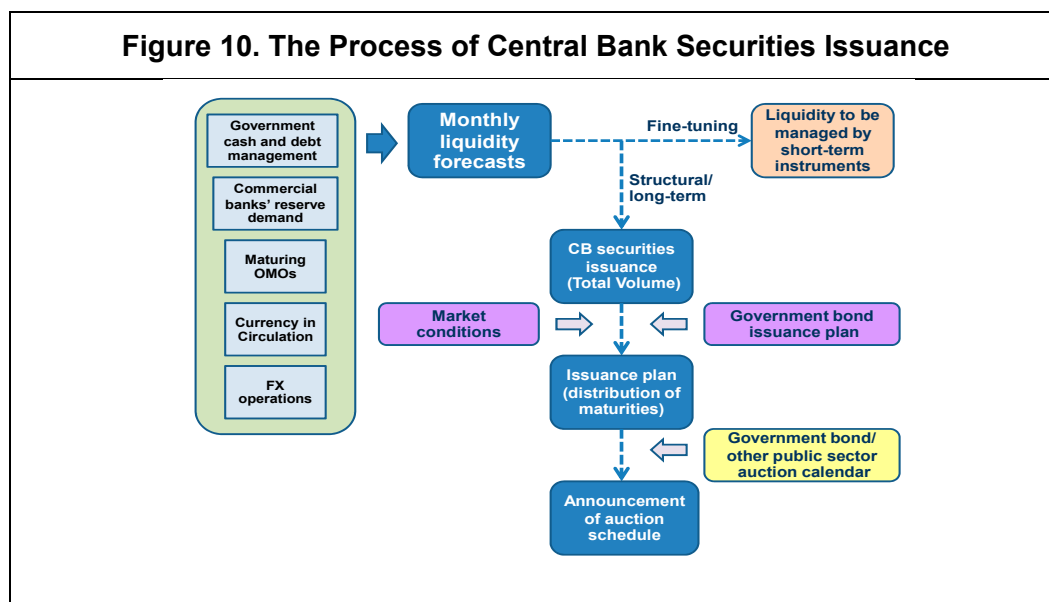 Figure 10. The Process of Central Bank Securities Issuance
Government
cash and debt
management
Commercial
banks' reserve
demand
Maturing
OMOs
Currency in
Circulation
FX
operations
Monthly
liquidity
forecasts
Fine-tuning
Liquidity to be
managed by
short-term
instruments
Structural/
long-term
CB securities
issuance
(Total Volume)
Market
conditions
Government bond
issuance plan
Issuance plan
(distribution of
maturities)
Government bond/
other public sector
auction calendar
Announcement
of auction
schedule